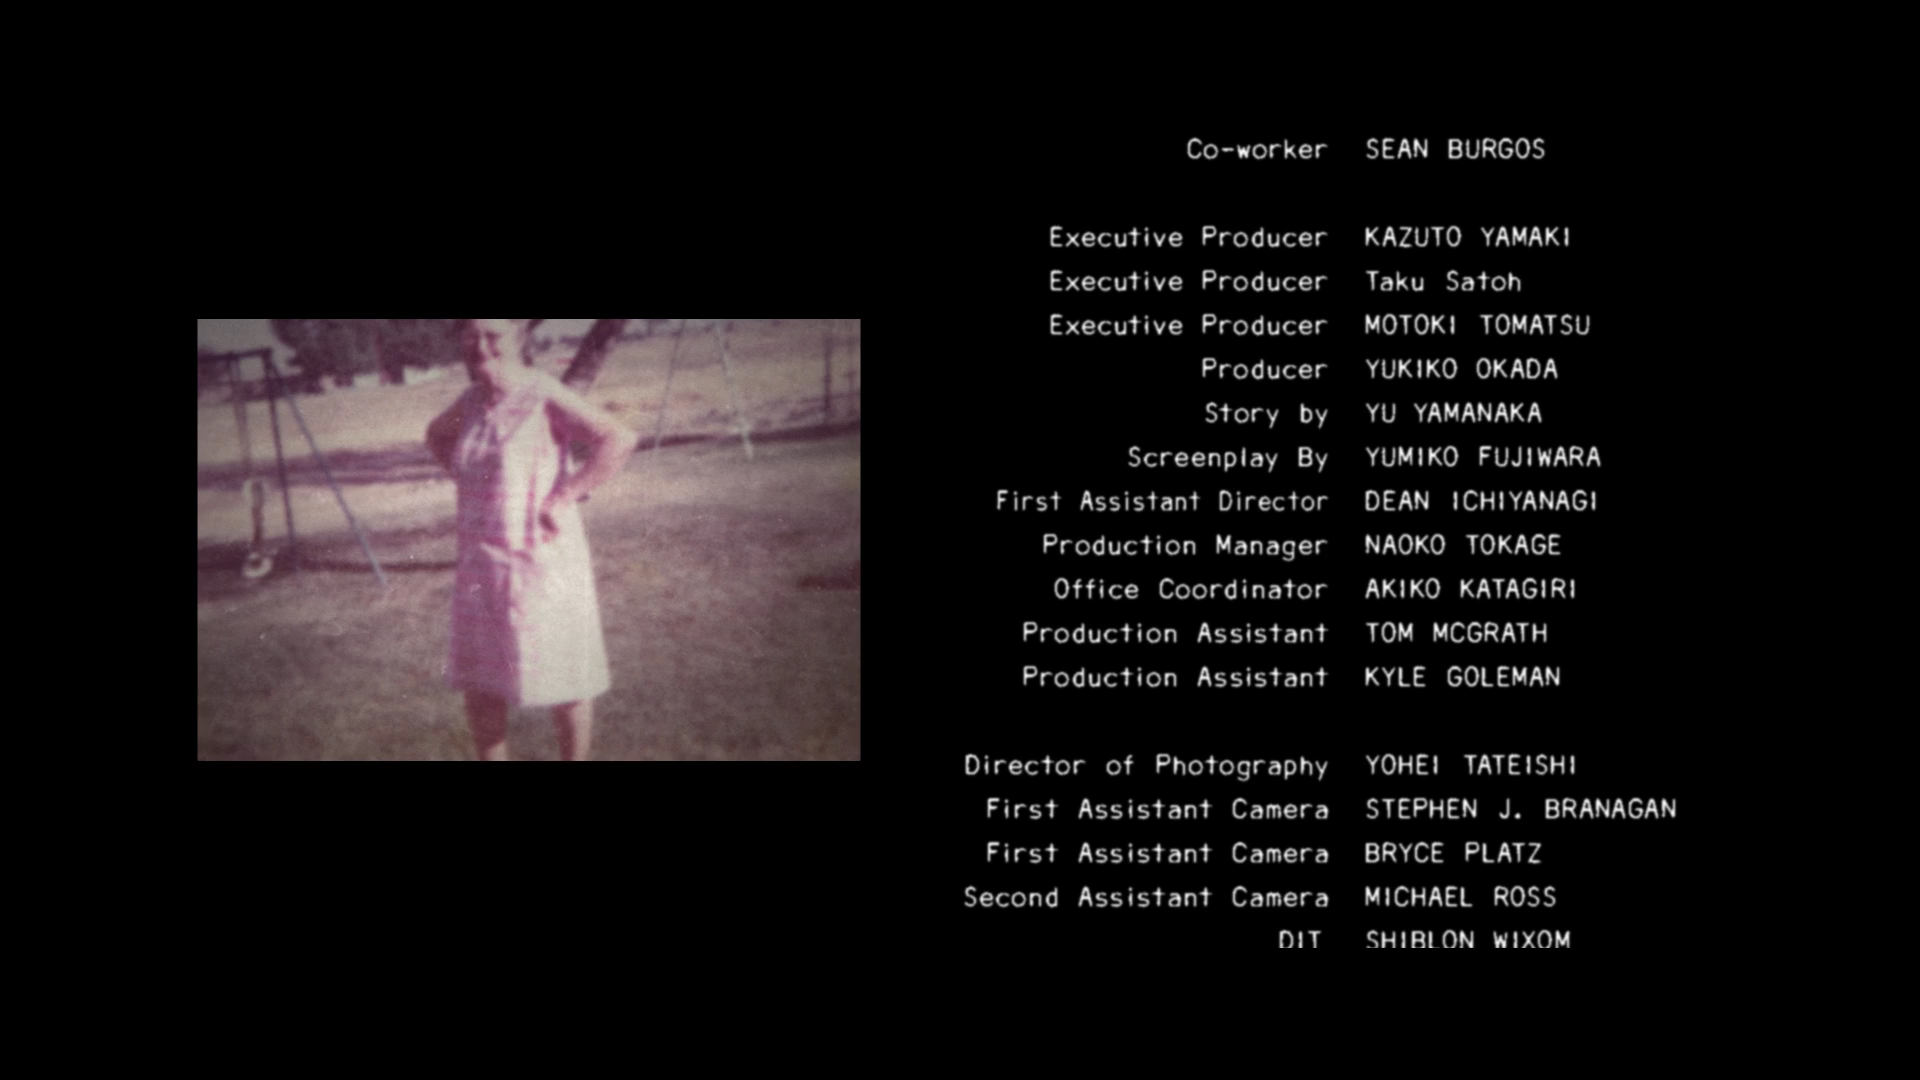 Co-worker SEAN BURGOS
Executive Producer KAZUTO YAMAKI
Executive Producer Taku Satoh
Executive Producer MOTOKI TOMATSU
Producer YUKIKO OKADA
Story by YU YAMANAKA
Screenplay By YUMIKO FUJIWARA
First Assistant Director DEAN ICHIYANAGI
Production Manager NAOKO TOKAGE
Office Coordinator AKIKO KATAGIRI
Production Assistant TOM MCGRATH
Production Assistant KYLE GOLEMAN
Director of Photography YOHEI TATEISHI
First Assistant Camera STEPHEN J. BRANAGAN
First Assistant Camera BRYCE PLATZ
Second Assistant Camera MICHAEL ROSS
DIT SHIBLON WIXOM